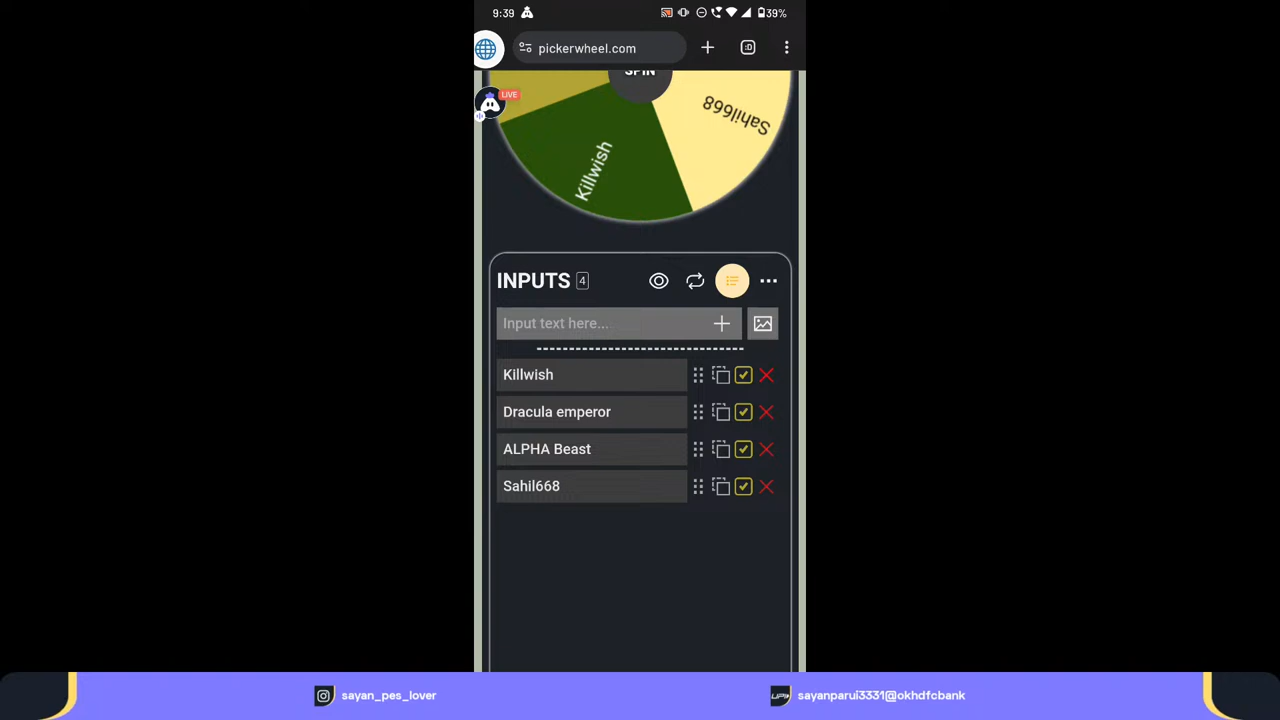 9:39
39%
pickerwheel.com
:D
SPIN
LIVE
Sahil668
Killwish
INPUTS 4
Input text here...
Killwish
Dracula emperor
ALPHA Beast
Sahil668
sayan_pes_lover
UPI
sayanparui3331@okhdfcbank